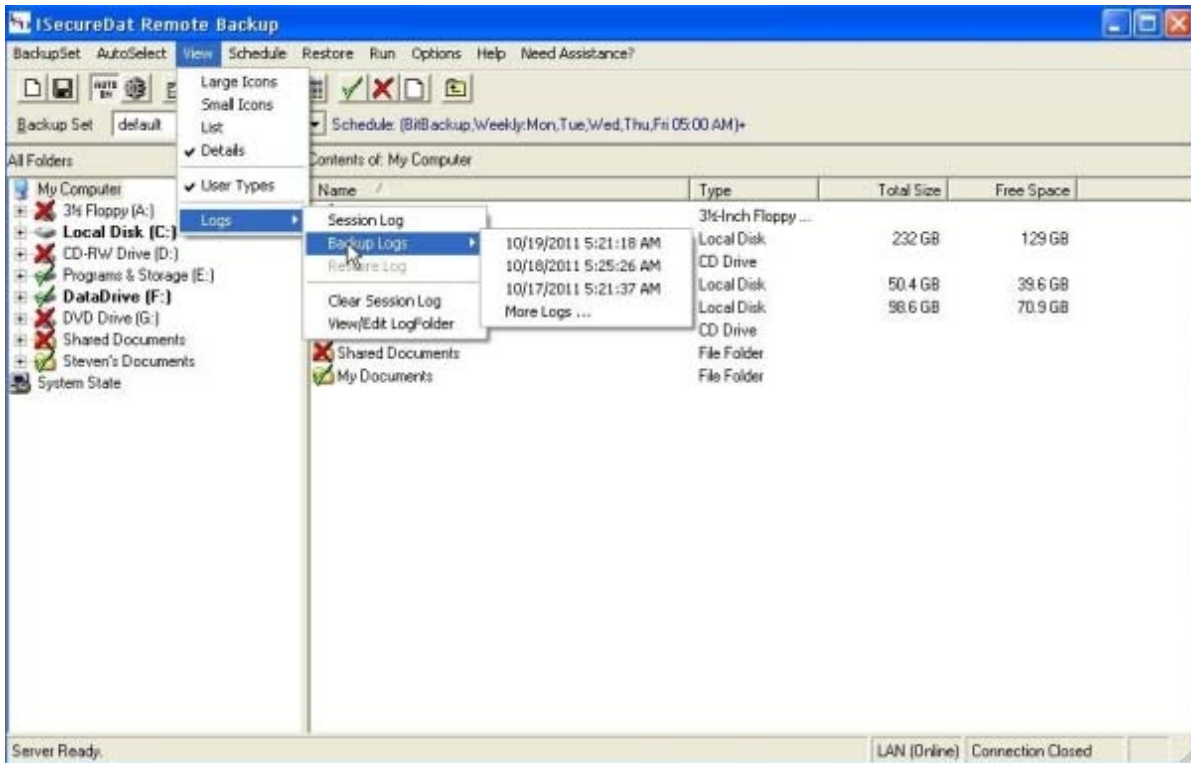 ISecureDat Remote Backup
BackupSet AutoSelect View Schedule Restore Run Options Help Need Assistance?
Backup Set default Schedule: (BitBackup,Weekly:Mon,Tue,Wed,Thu,Fri 05:00 AM)+
Large Icons
Small Icons
List
Details
User Types
Logs
Session Log
Backup Logs
Restore Log
Clear Session Log
View/Edit LogFolder
10/19/2011 5:21:18 AM
10/18/2011 5:25:26 AM
10/17/2011 5:21:37 AM
More Logs ...
All Folders
My Computer
3½ Floppy (A:)
Local Disk (C:)
CD-RW Drive (D:)
Programs & Storage (E:)
DataDrive (F:)
DVD Drive (G:)
Shared Documents
Steven's Documents
System State
Contents of: My Computer
Name Type Total Size Free Space
3½-Inch Floppy ...
Local Disk 232 GB 129 GB
CD Drive
Local Disk 50.4 GB 39.6 GB
Local Disk 98.6 GB 70.9 GB
CD Drive
Shared Documents File Folder
My Documents File Folder
Server Ready. LAN (Online) Connection Closed